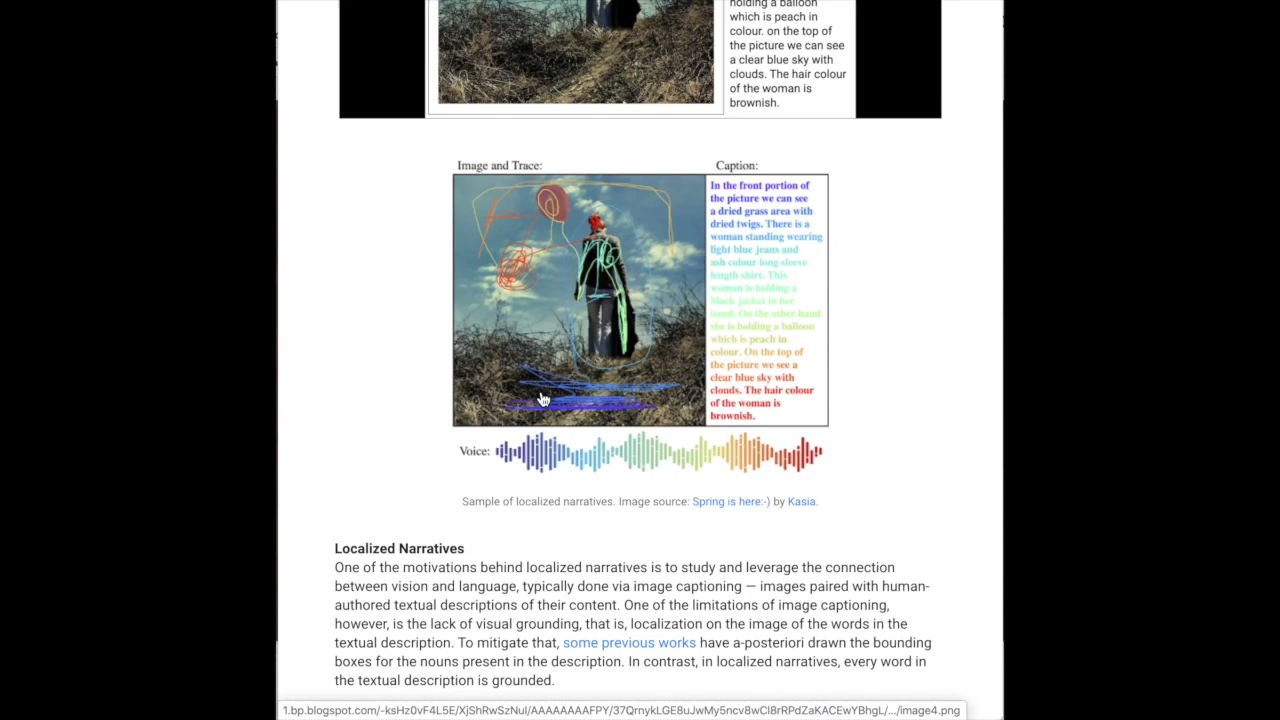 holding a balloon
which is peach in
colour. on the top of
the picture we can see
a clear blue sky with
clouds. The hair colour
of the woman is
brownish.
Image and Trace:
Caption:
In the front portion of
the picture we can see
a dried grass area with
dried twigs. There is a
woman standing wearing
light blue jeans and
ash colour long sleeve
length shirt. This
woman is holding a
black jacket in her
hand. On the other hand
she is holding a balloon
which is peach in
colour. On the top of
the picture we see a
clear blue sky with
clouds. The hair colour
of the woman is
brownish.
Voice:
Sample of localized narratives. Image source: Spring is here:-) by Kasia.
Localized Narratives
One of the motivations behind localized narratives is to study and leverage the connection
between vision and language, typically done via image captioning — images paired with human-
authored textual descriptions of their content. One of the limitations of image captioning,
however, is the lack of visual grounding, that is, localization on the image of the words in the
textual description. To mitigate that, some previous works have a-posteriori drawn the bounding
boxes for the nouns present in the description. In contrast, in localized narratives, every word in
the textual description is grounded.
1.bp.blogspot.com/-ksHz0vF4L5E/XjShRwSzNuI/AAAAAAAAFPY/37QrnykLGE8uJwMy5ncv8wCl8rRPdZaKACEwYBhgL/.../image4.png